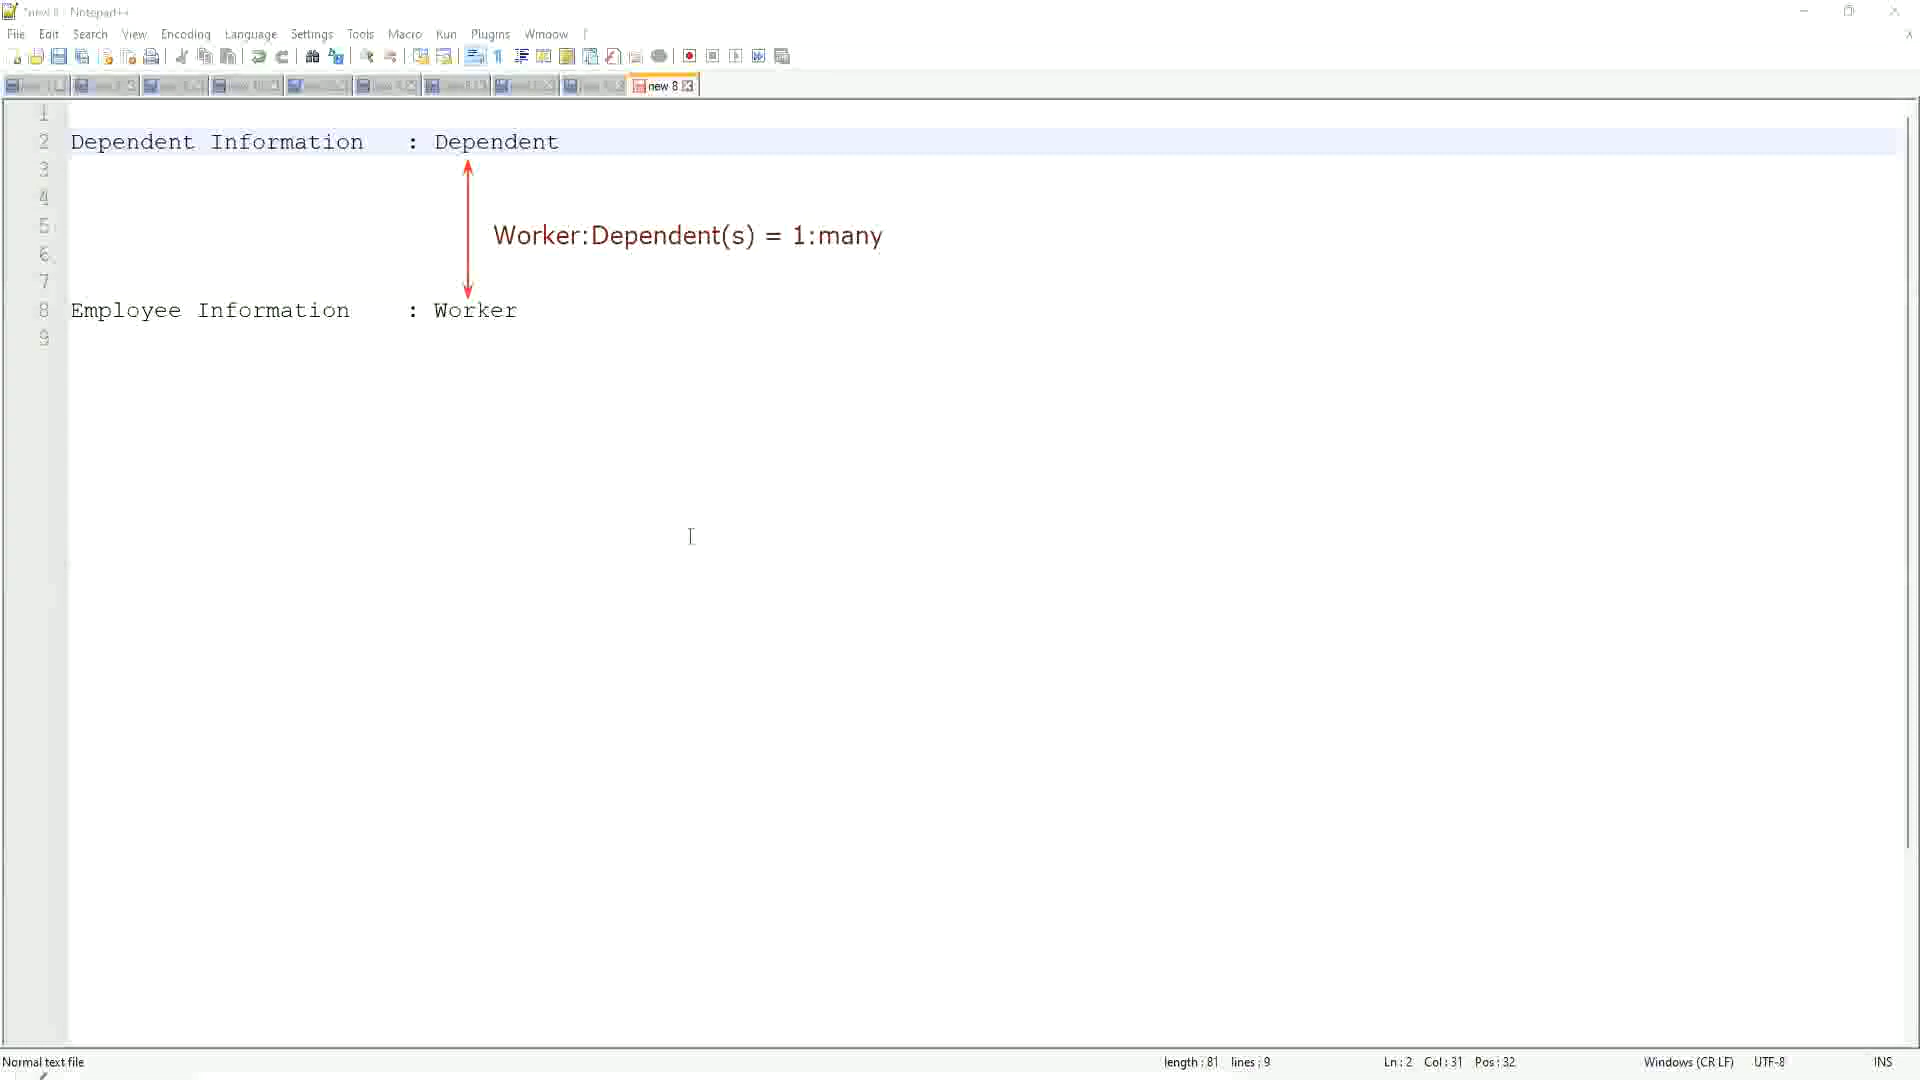 *new 8 - Notepad++
File Edit Search View Encoding Language Settings Tools Macro Run Plugins Window
new 8
1
2 Dependent Information : Dependent
3
4
5 Worker:Dependent(s) = 1:many
6
7
8 Employee Information : Worker
9
Normal text file length : 81 lines : 9 Ln : 2 Col : 31 Pos : 32 Windows (CR LF) UTF-8 INS